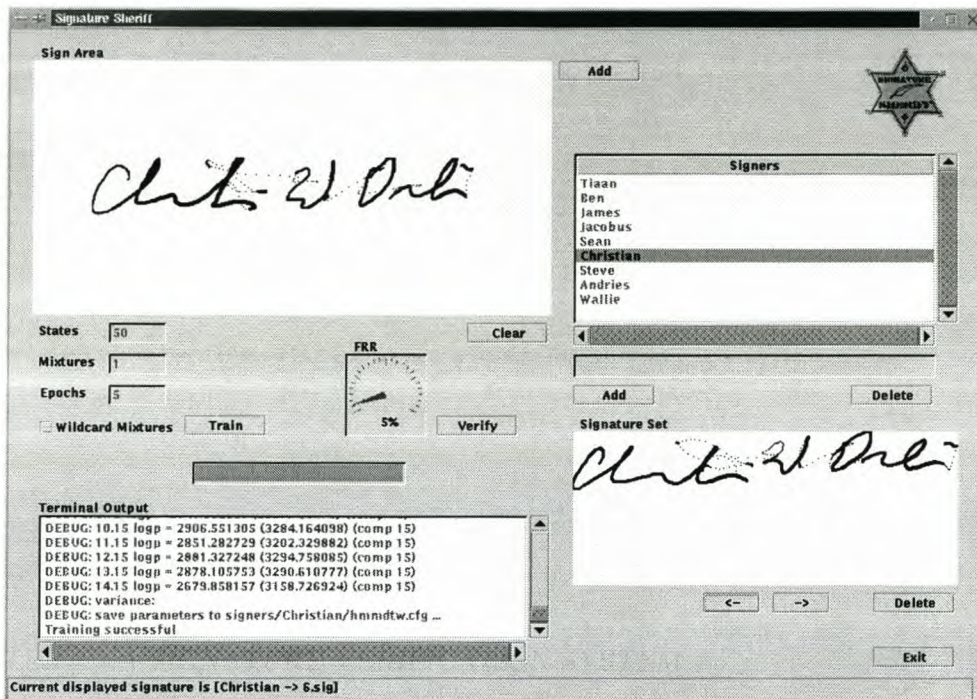 Signature Sheriff
Sign Area
Add
SIGNATURE
Signers
Tiaan
Ben
James
Jacobus
Sean
Christian
Steve
Andries
Wallie
States 50
Clear
Mixtures 1
FRR
Epochs 5
5%
Add
Delete
Wildcard Mixtures
Train
Verify
Signature Set
Terminal Output
DEBUG: 10.15 logp = 2906.551305 (3284.164098) (comp 15)
DEBUG: 11.15 logp = 2851.282729 (3202.329882) (comp 15)
DEBUG: 12.15 logp = 2881.327248 (3294.758085) (comp 15)
DEBUG: 13.15 logp = 2878.105753 (3290.610777) (comp 15)
DEBUG: 14.15 logp = 2679.858157 (3158.726924) (comp 15)
DEBUG: variance:
DEBUG: save parameters to signers/Christian/hmmdtw.cfg ...
Training successful
<-
->
Delete
Exit
Current displayed signature is [Christian -> 6.sig]